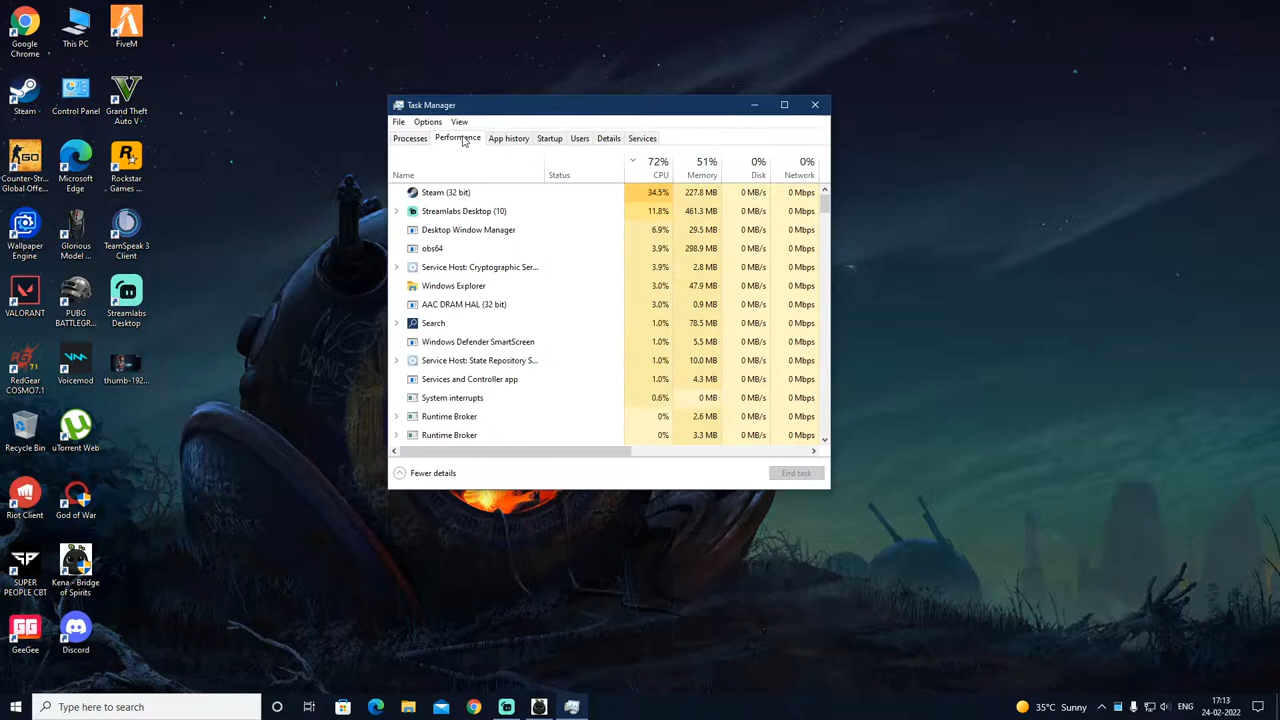 Google
Chrome
This PC
FiveM
Steam
Control Panel
Grand Theft
Auto V
Counter-Str...
Global Offe...
Microsoft
Edge
Rockstar
Games ...
Wallpaper
Engine
Glorious
Model ...
TeamSpeak 3
Client
VALORANT
PUBG
BATTLEGR...
Streamlabs
Desktop
RedGear
COSMO7.1
Voicemod
thumb-192...
Recycle Bin
uTorrent Web
Riot Client
God of War
SUPER
PEOPLE CBT
Kena - Bridge
of Spirits
GeeGee
Discord
Task Manager
File Options View
Processes Performance App history Startup Users Details Services
72% 51% 0% 0%
Name Status CPU Memory Disk Network
Steam (32 bit) 34.5% 227.8 MB 0 MB/s 0 Mbps
Streamlabs Desktop (10) 11.8% 461.3 MB 0 MB/s 0 Mbps
Desktop Window Manager 6.9% 29.5 MB 0 MB/s 0 Mbps
obs64 3.9% 298.9 MB 0 MB/s 0 Mbps
Service Host: Cryptographic Ser... 3.9% 2.8 MB 0 MB/s 0 Mbps
Windows Explorer 3.0% 47.9 MB 0 MB/s 0 Mbps
AAC DRAM HAL (32 bit) 3.0% 0.9 MB 0 MB/s 0 Mbps
Search 1.0% 78.5 MB 0 MB/s 0 Mbps
Windows Defender SmartScreen 1.0% 5.5 MB 0 MB/s 0 Mbps
Service Host: State Repository S... 1.0% 10.0 MB 0 MB/s 0 Mbps
Services and Controller app 1.0% 4.3 MB 0 MB/s 0 Mbps
System interrupts 0.6% 0 MB 0 MB/s 0 Mbps
Runtime Broker 0% 2.6 MB 0 MB/s 0 Mbps
Runtime Broker 0% 3.3 MB 0 MB/s 0 Mbps
Fewer details End task
Type here to search
35°C Sunny
ENG
17:13
24-02-2022